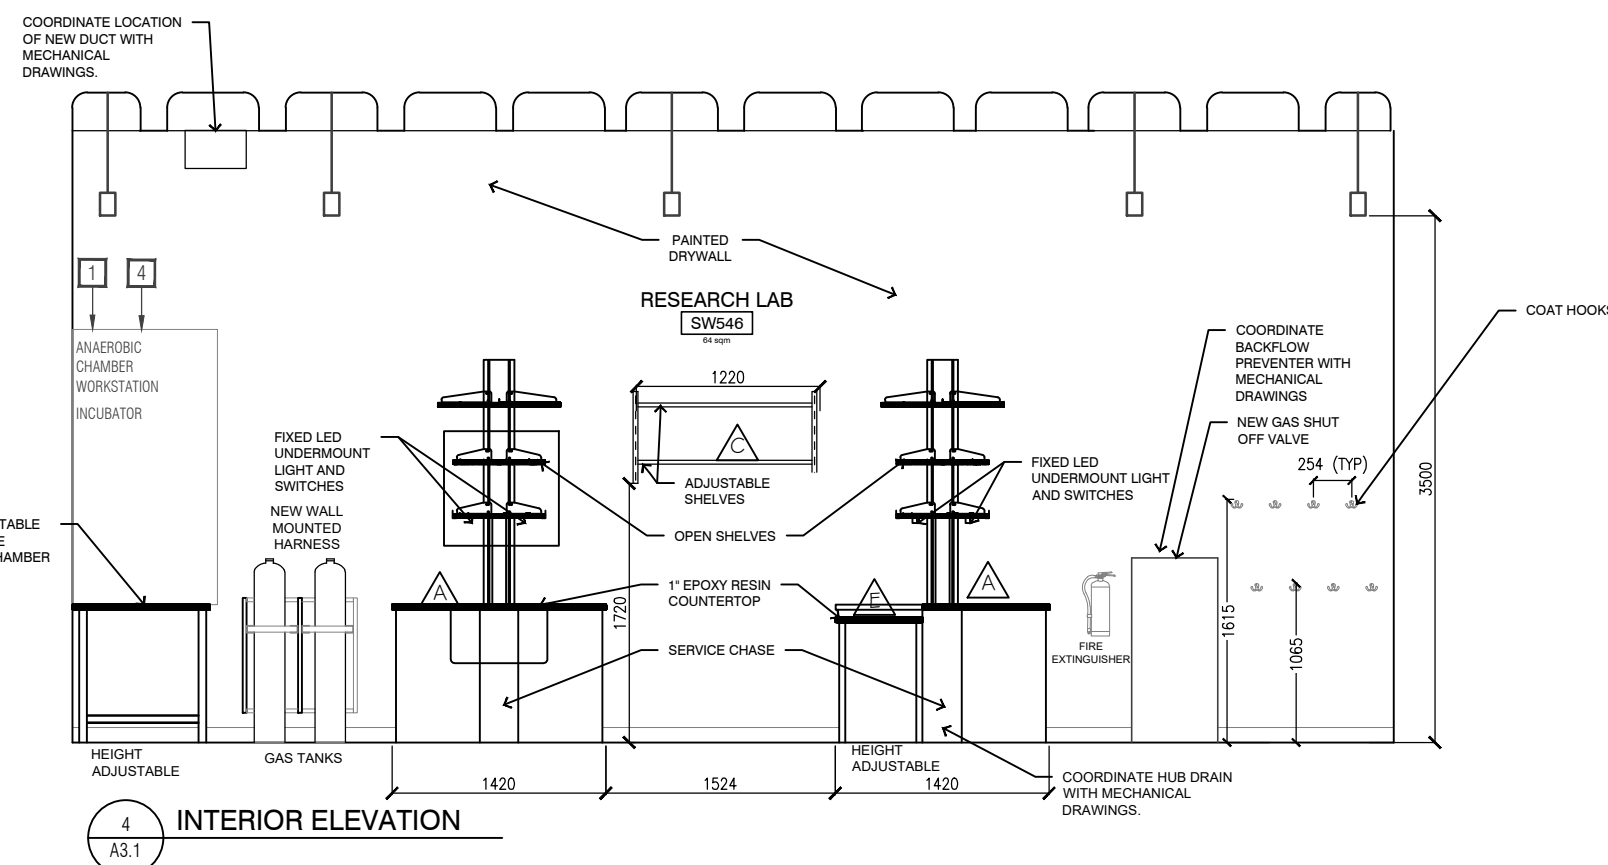 COORDINATE LOCATION
OF NEW DUCT WITH
MECHANICAL
DRAWINGS.
PAINTED
DRYWALL
1
4
RESEARCH LAB
SW546
64 sqm
ANAEROBIC
CHAMBER
WORKSTATION
INCUBATOR
COAT HOOKS
COORDINATE
BACKFLOW
PREVENTER WITH
MECHANICAL
DRAWINGS
1220
C
NEW GAS SHUT
OFF VALVE
FIXED LED
UNDERMOUNT
LIGHT AND
SWITCHES
ADJUSTABLE
SHELVES
FIXED LED
UNDERMOUNT LIGHT
AND SWITCHES
254 (TYP)
3500
NEW WALL
MOUNTED
HARNESS
OPEN SHELVES
TABLE
E
HAMBER
A
1" EPOXY RESIN
COUNTERTOP
E
A
1720
1615
1065
SERVICE CHASE
FIRE
EXTINGUISHER
HEIGHT
ADJUSTABLE
GAS TANKS
HEIGHT
ADJUSTABLE
1420
1524
1420
COORDINATE HUB DRAIN
WITH MECHANICAL
DRAWINGS.
4
A3.1
INTERIOR ELEVATION